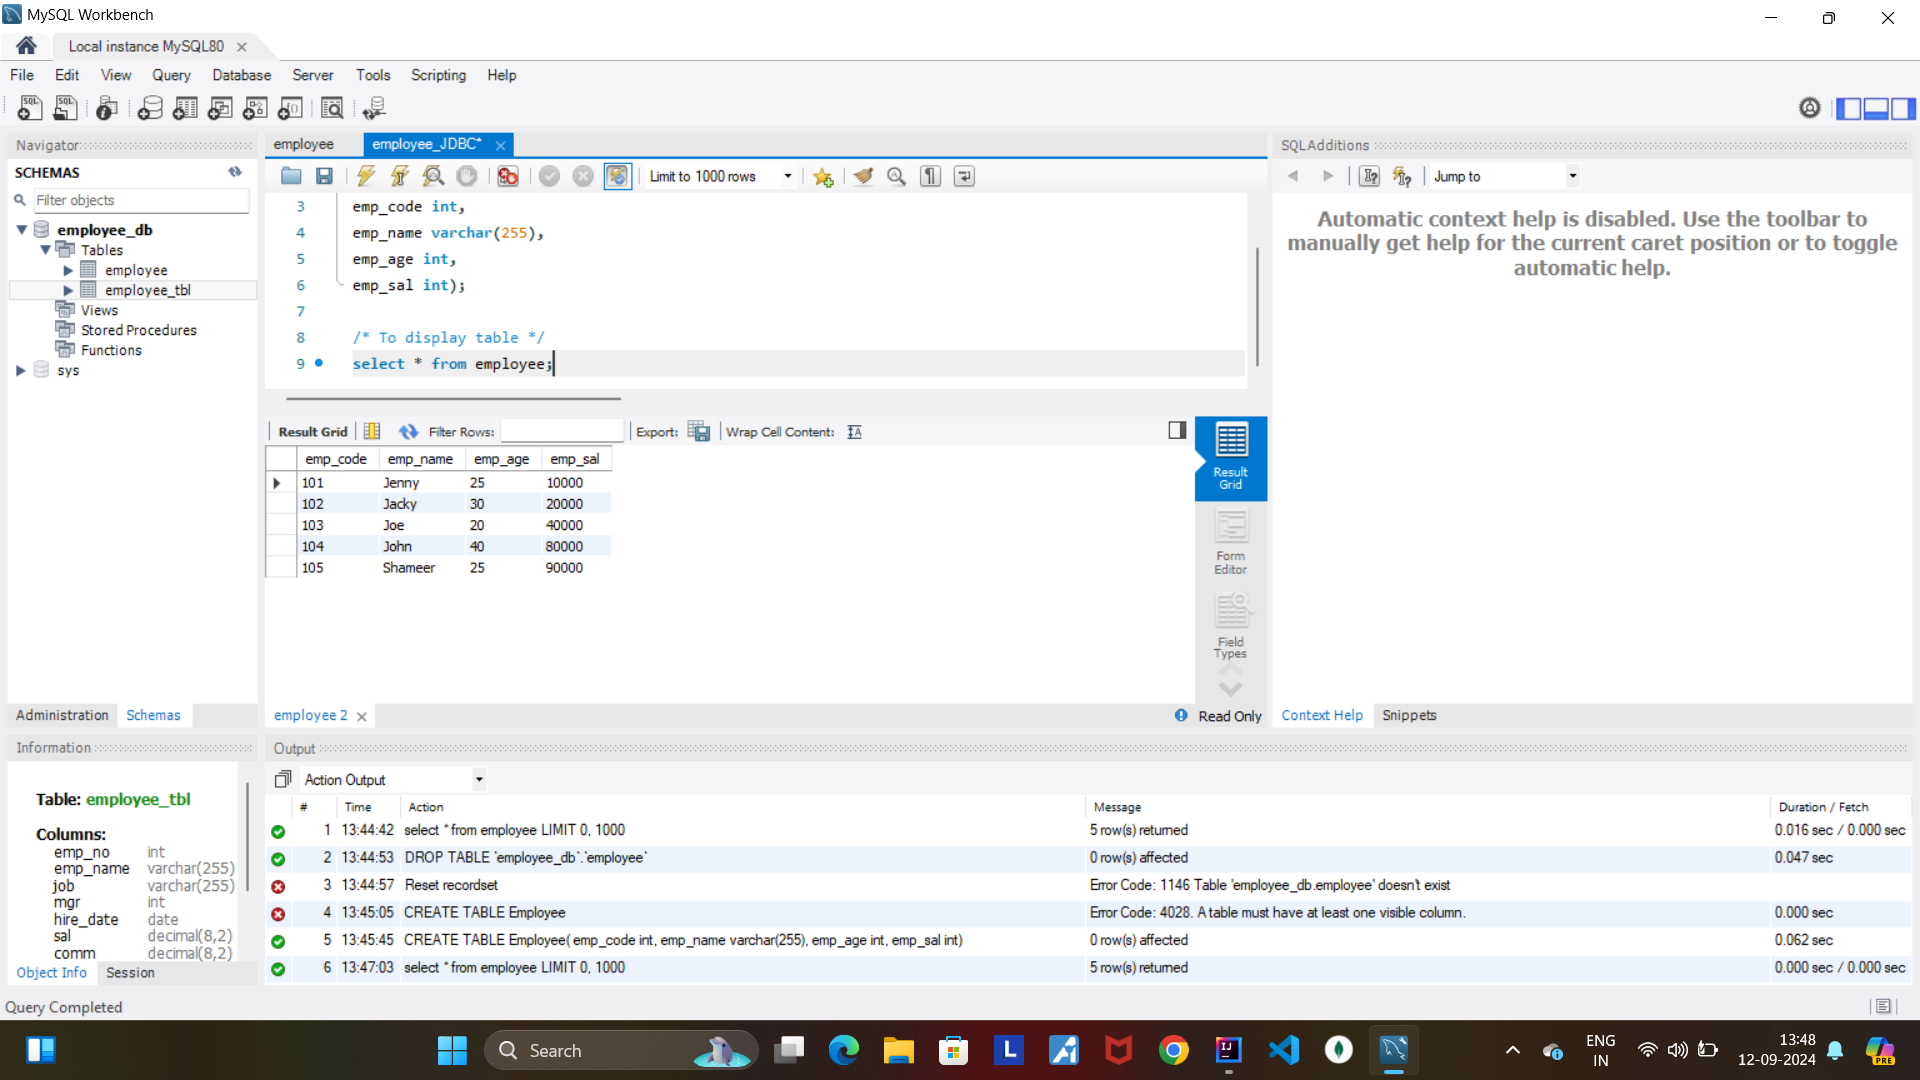 MySQL Workbench
Local instance MySQL80
File Edit View Query Database Server Tools Scripting Help
Navigator
SCHEMAS
Filter objects
employee_db
Tables
employee
employee_tbl
Views
Stored Procedures
Functions
sys
Administration Schemas
employee employee_JDBC*
Limit to 1000 rows
3 emp_code int,
4 emp_name varchar(255),
5 emp_age int,
6 emp_sal int);
7
8 /* To display table */
9 select * from employee;
Result Grid Filter Rows: Export: Wrap Cell Content:
emp_code emp_name emp_age emp_sal
101 Jenny 25 10000
102 Jacky 30 20000
103 Joe 20 40000
104 John 40 80000
105 Shameer 25 90000
Result
Grid
Form
Editor
Field
Types
employee 2
Read Only
SQLAdditions
Jump to
Automatic context help is disabled. Use the toolbar to
manually get help for the current caret position or to toggle
automatic help.
Context Help Snippets
Information
Table: employee_tbl
Columns:
emp_no int
emp_name varchar(255)
job varchar(255)
mgr int
hire_date date
sal decimal(8,2)
comm decimal(8,2)
Object Info Session
Output
Action Output
# Time Action Message Duration / Fetch
1 13:44:42 select * from employee LIMIT 0, 1000 5 row(s) returned 0.016 sec / 0.000 sec
2 13:44:53 DROP TABLE `employee_db`.`employee` 0 row(s) affected 0.047 sec
3 13:44:57 Reset recordset Error Code: 1146 Table 'employee_db.employee' doesn't exist
4 13:45:05 CREATE TABLE Employee Error Code: 4028. A table must have at least one visible column. 0.000 sec
5 13:45:45 CREATE TABLE Employee( emp_code int, emp_name varchar(255), emp_age int, emp_sal int) 0 row(s) affected 0.062 sec
6 13:47:03 select * from employee LIMIT 0, 1000 5 row(s) returned 0.000 sec / 0.000 sec
Query Completed
Search
L
IJ
ENG
IN
13:48
12-09-2024
PRE